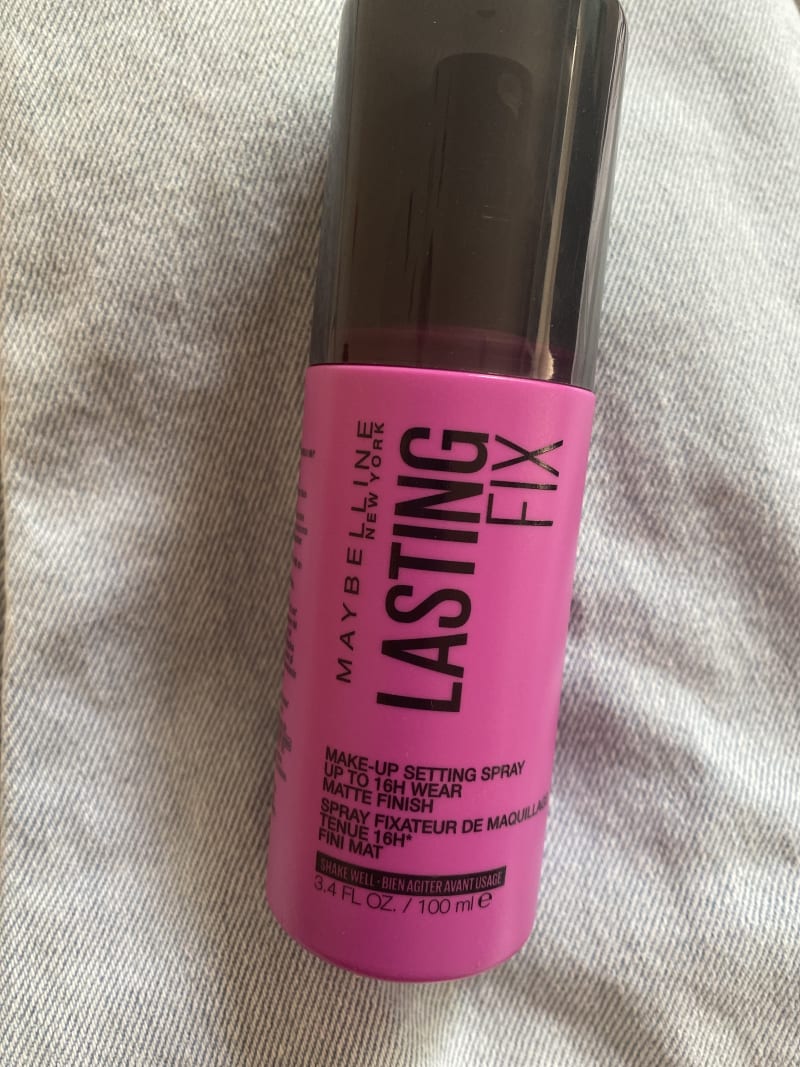 MAYBELLINE
NEW YORK
LASTING
FIX
MAKE-UP SETTING SPRAY
UP TO 16H WEAR
MATTE FINISH
SPRAY FIXATEUR DE MAQUILLAGE
TENUE 16H*
FINI MAT
SHAKE WELL - BIEN AGITER AVANT USAGE
3.4 FL OZ. / 100 ml e